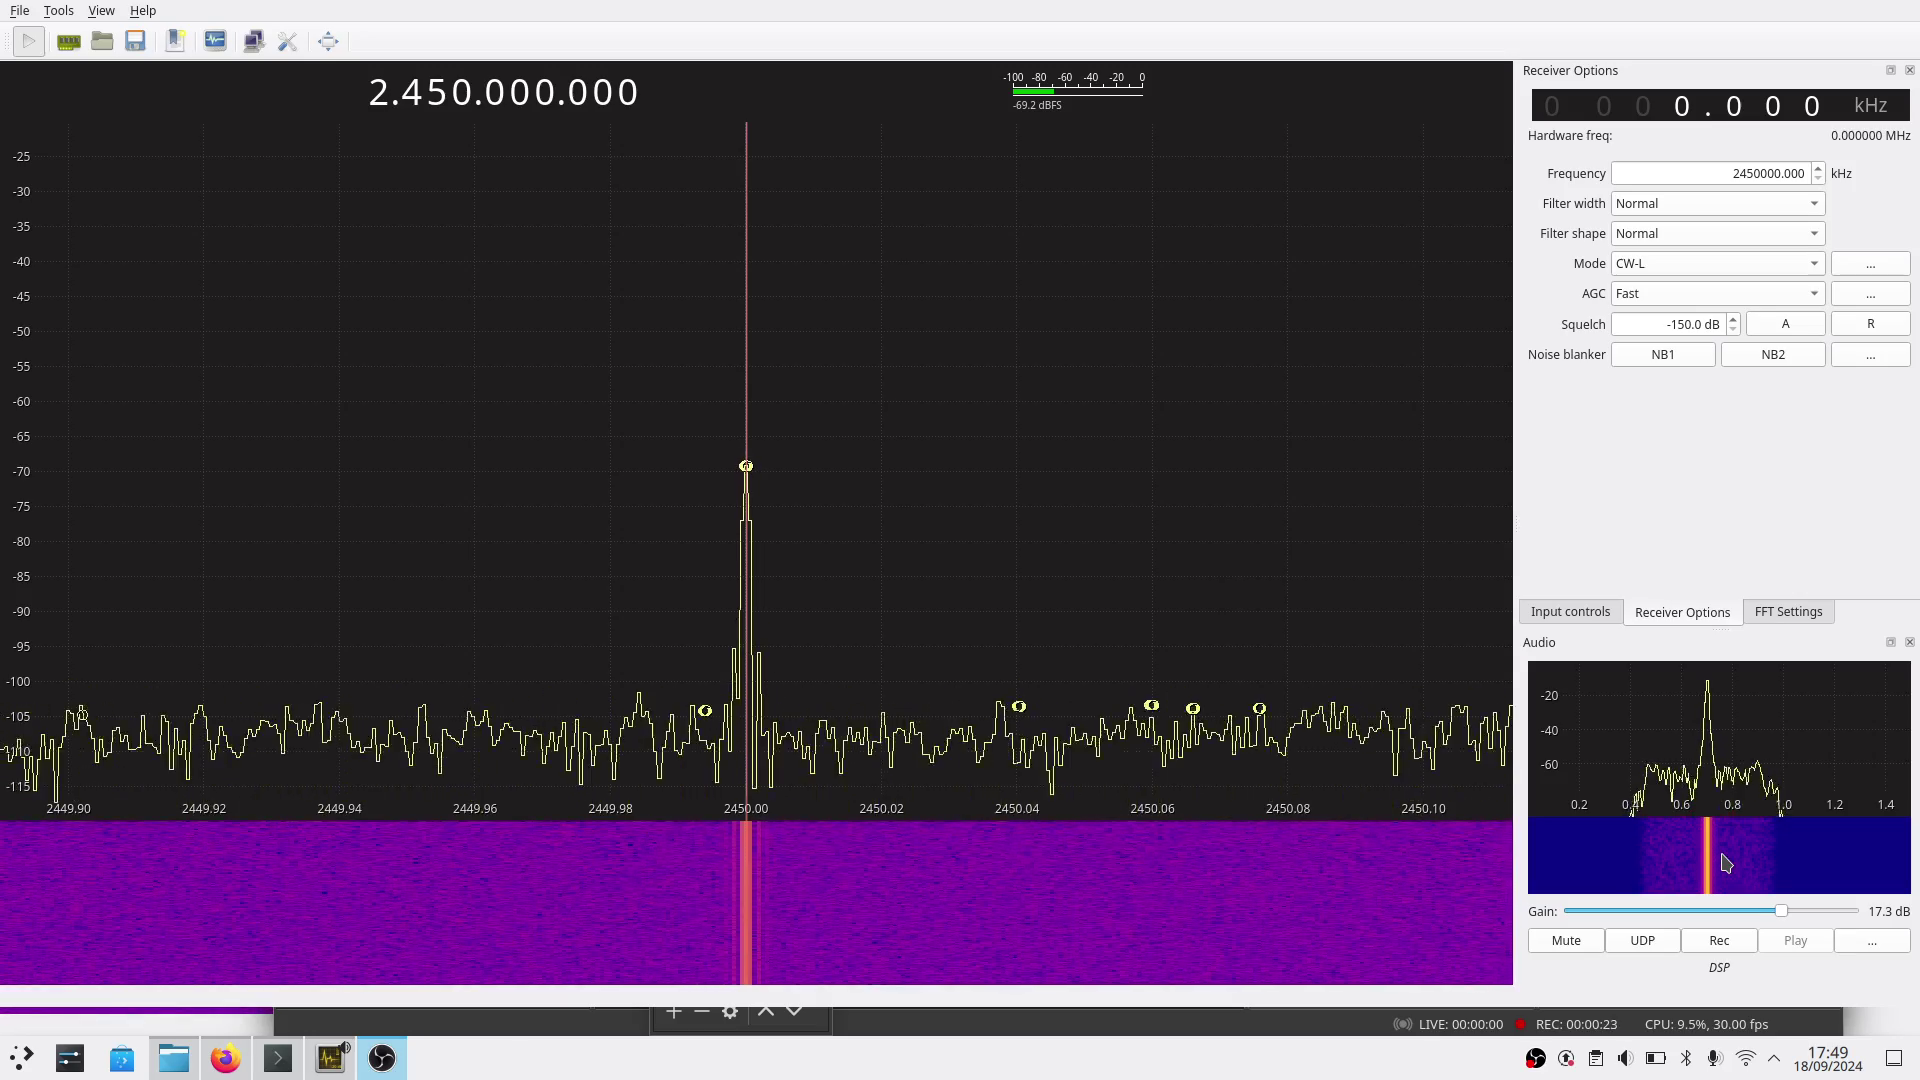 File Tools View Help
2.450.000.000
-100 -80 -60 -40 -20 0
-69.2 dBFS
-25
-30
-35
-40
-45
-50
-55
-60
-65
-70
-75
-80
-85
-90
-95
-100
-105
-110
-115
2449.90 2449.92 2449.94 2449.96 2449.98 2450.00 2450.02 2450.04 2450.06 2450.08 2450.10
Receiver Options
0 0 0 0.0 0 0 kHz
Hardware freq: 0.000000 MHz
Frequency 2450000.000 kHz
Filter width Normal
Filter shape Normal
Mode CW-L ...
AGC Fast ...
Squelch -150.0 dB A R
Noise blanker NB1 NB2 ...
Input controls Receiver Options FFT Settings
Audio
-20
-40
-60
0.2 0.4 0.6 0.8 1.0 1.2 1.4
Gain: 17.3 dB
Mute UDP Rec Play ...
DSP
LIVE: 00:00:00 REC: 00:00:23 CPU: 9.5%, 30.00 fps
17:49
18/09/2024